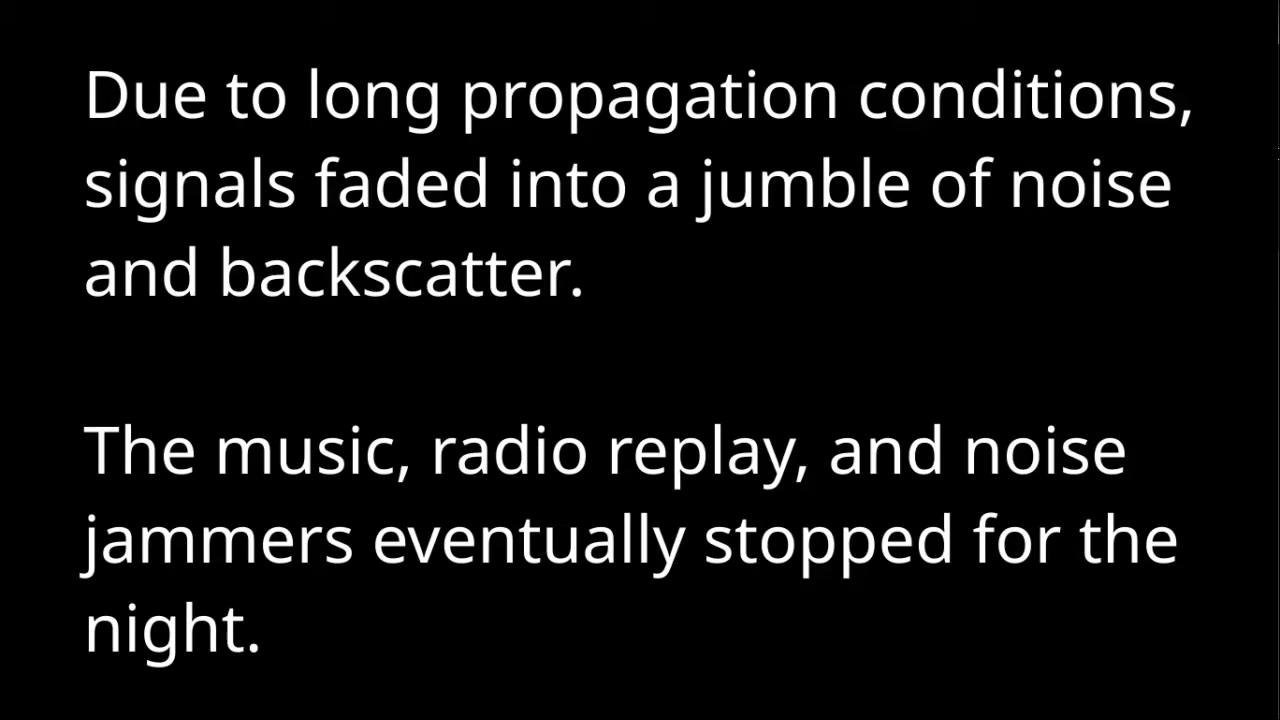 Due to long propagation conditions,
signals faded into a jumble of noise
and backscatter.
The music, radio replay, and noise
jammers eventually stopped for the
night.